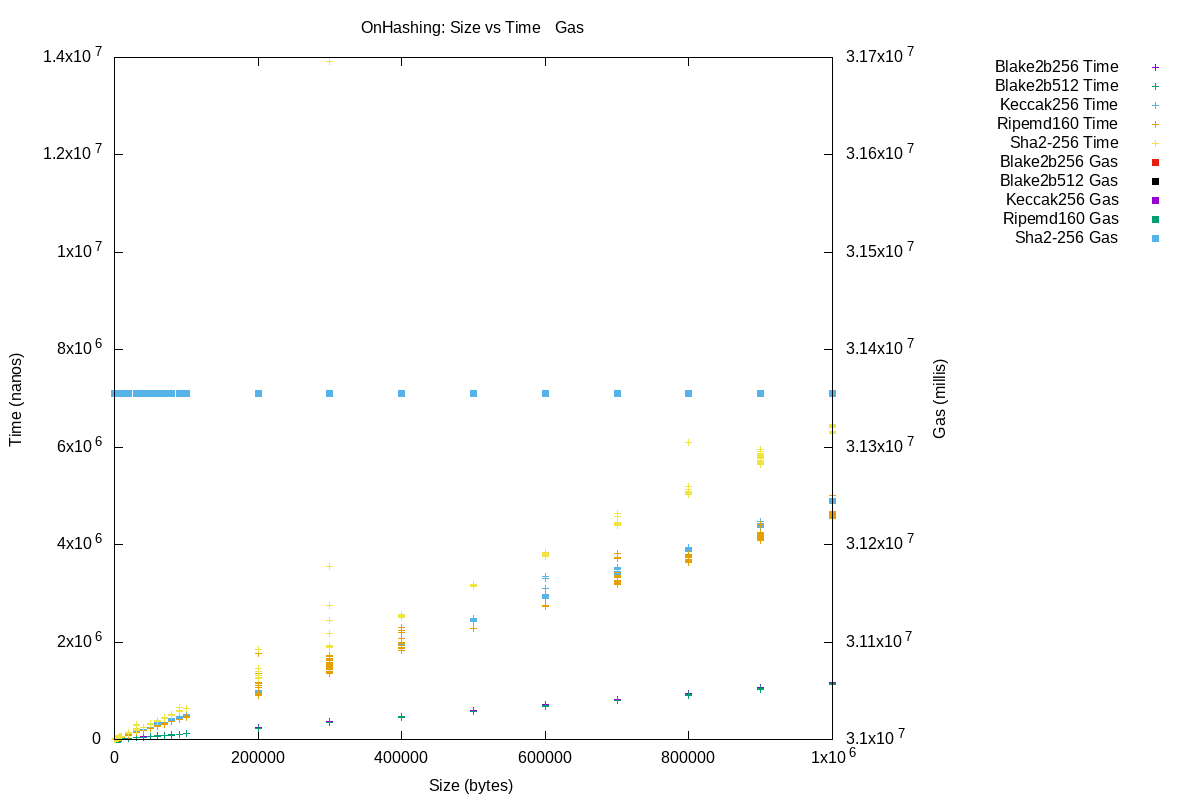 OnHashing: Size vs Time   Gas
1.4x10^7
1.2x10^7
1x10^7
8x10^6
6x10^6
4x10^6
2x10^6
0
Time (nanos)
0
200000
400000
600000
800000
1x10^6
Size (bytes)
3.17x10^7
3.16x10^7
3.15x10^7
3.14x10^7
3.13x10^7
3.12x10^7
3.11x10^7
3.1x10^7
Gas (millis)
Blake2b256 Time
Blake2b512 Time
Keccak256 Time
Ripemd160 Time
Sha2-256 Time
Blake2b256 Gas
Blake2b512 Gas
Keccak256 Gas
Ripemd160 Gas
Sha2-256 Gas